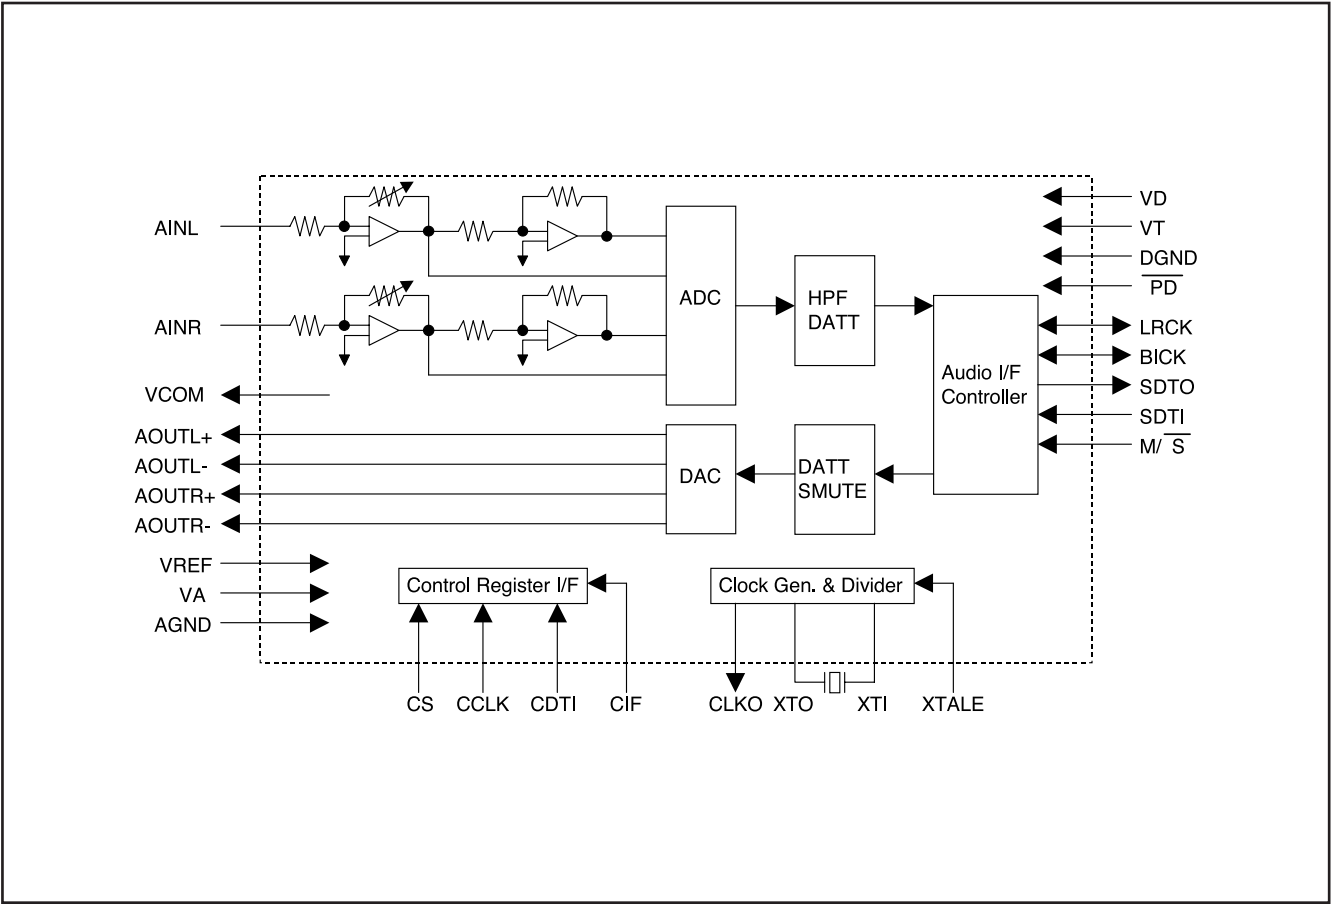 AINL
AINR
VCOM
AOUTL+
AOUTL-
AOUTR+
AOUTR-
VREF
VA
AGND
ADC
HPF
DATT
DAC
DATT
SMUTE
Audio I/F
Controller
VD
VT
DGND
PD
LRCK
BICK
SDTO
SDTI
M/ S
Control Register I/F
Clock Gen. & Divider
CS CCLK CDTI CIF CLKO XTO XTI XTALE